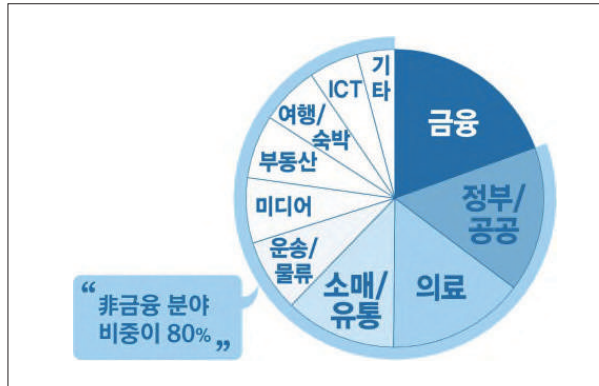 금융
정부/
공공
의료
소매/
유통
운송/
물류
미디어
부동산
여행/
숙박
ICT
기
타
“非금융 분야
비중이 80%”